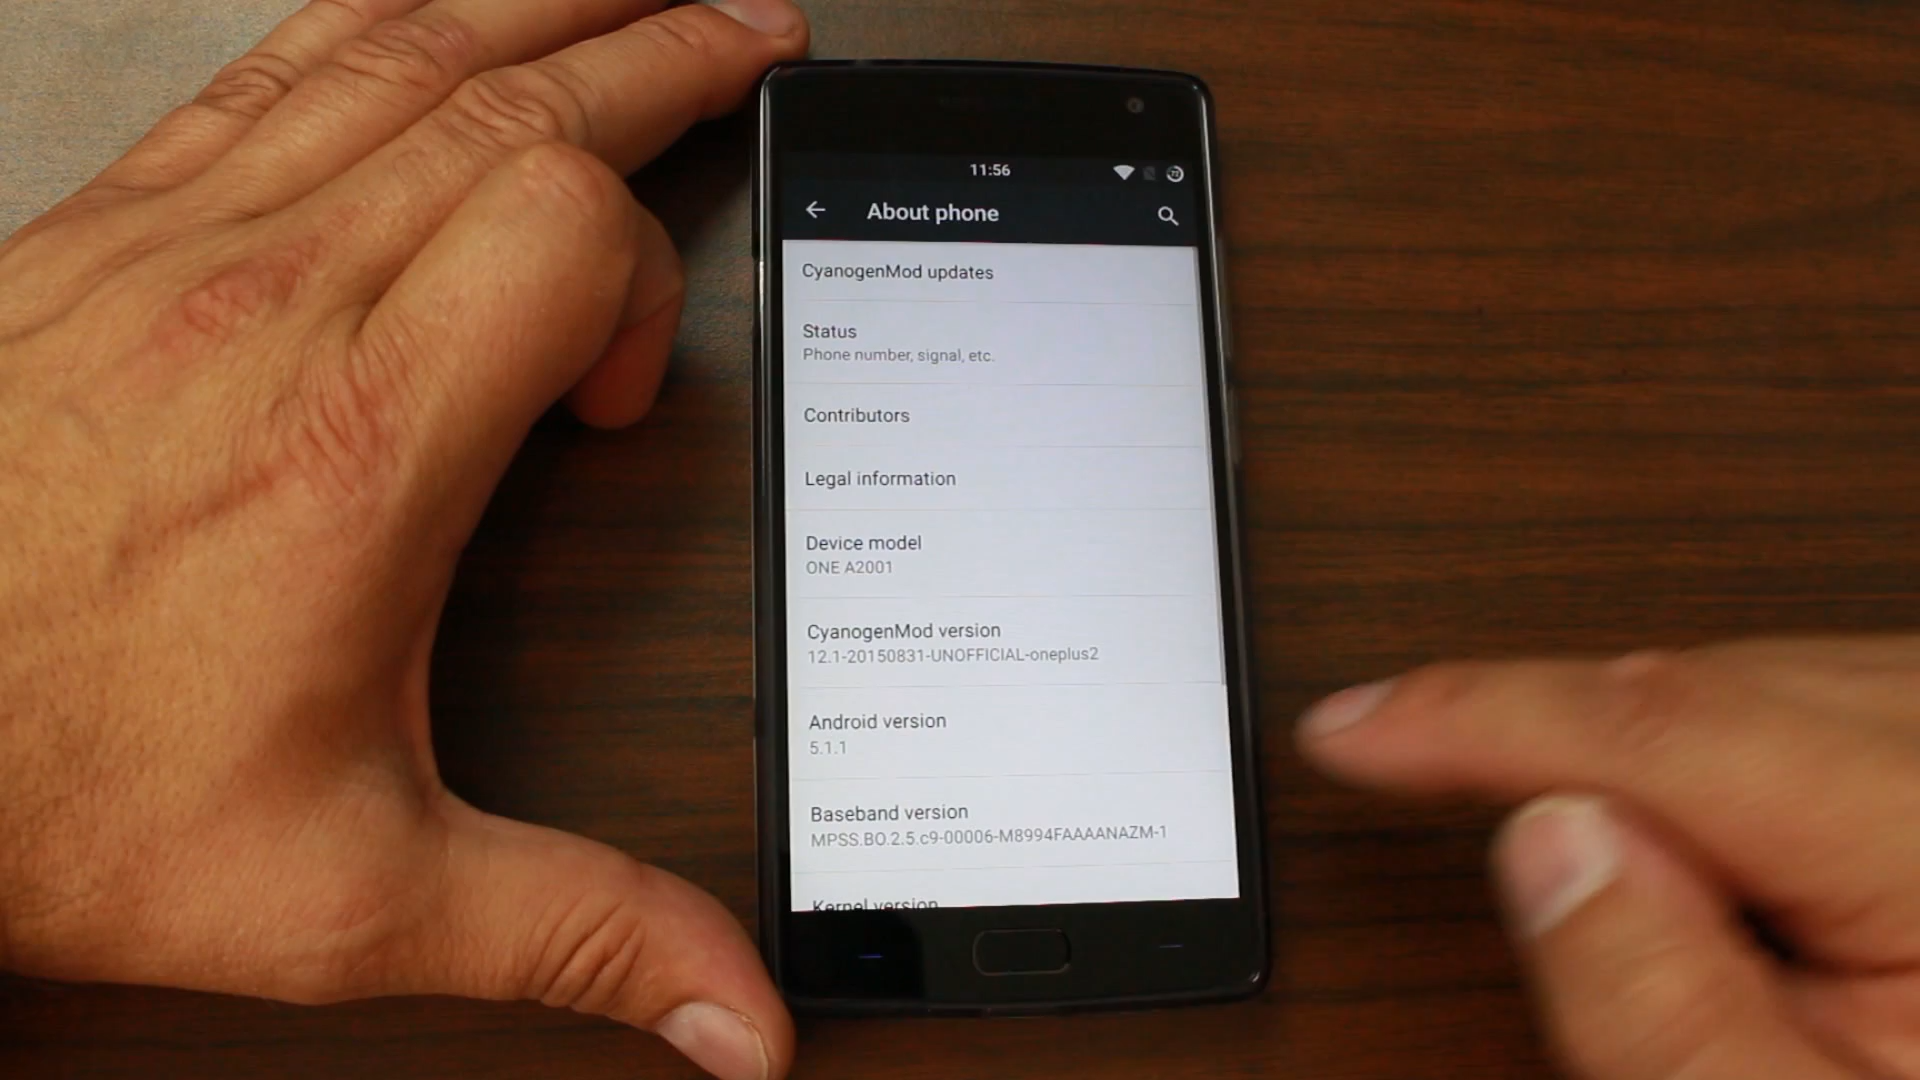 11:56
About phone
CyanogenMod updates
Status
Phone number, signal, etc.
Contributors
Legal information
Device model
ONE A2001
CyanogenMod version
12.1-20150831-UNOFFICIAL-oneplus2
Android version
5.1.1
Baseband version
MPSS.BO.2.5.c9-00006-M8994FAAAANAZM-1
Kernel version